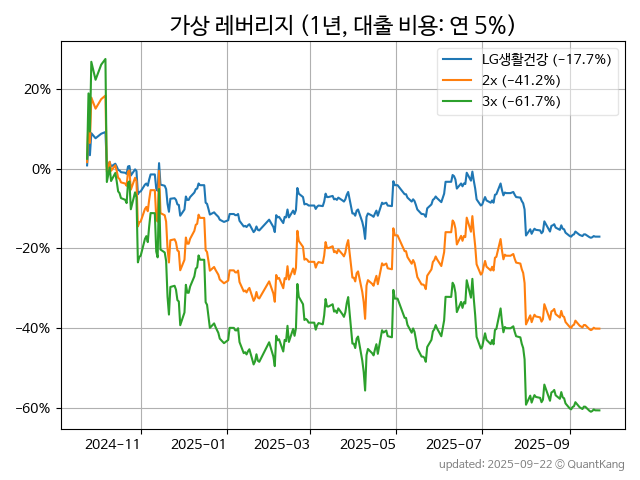 가상 레버리지 (1년, 대출 비용: 연 5%)
LG생활건강 (−17.7%)
2x (−41.2%)
3x (−61.7%)
20%
0%
−20%
−40%
−60%
2024-11
2025-01
2025-03
2025-05
2025-07
2025-09
updated: 2025-09-22 © QuantKang